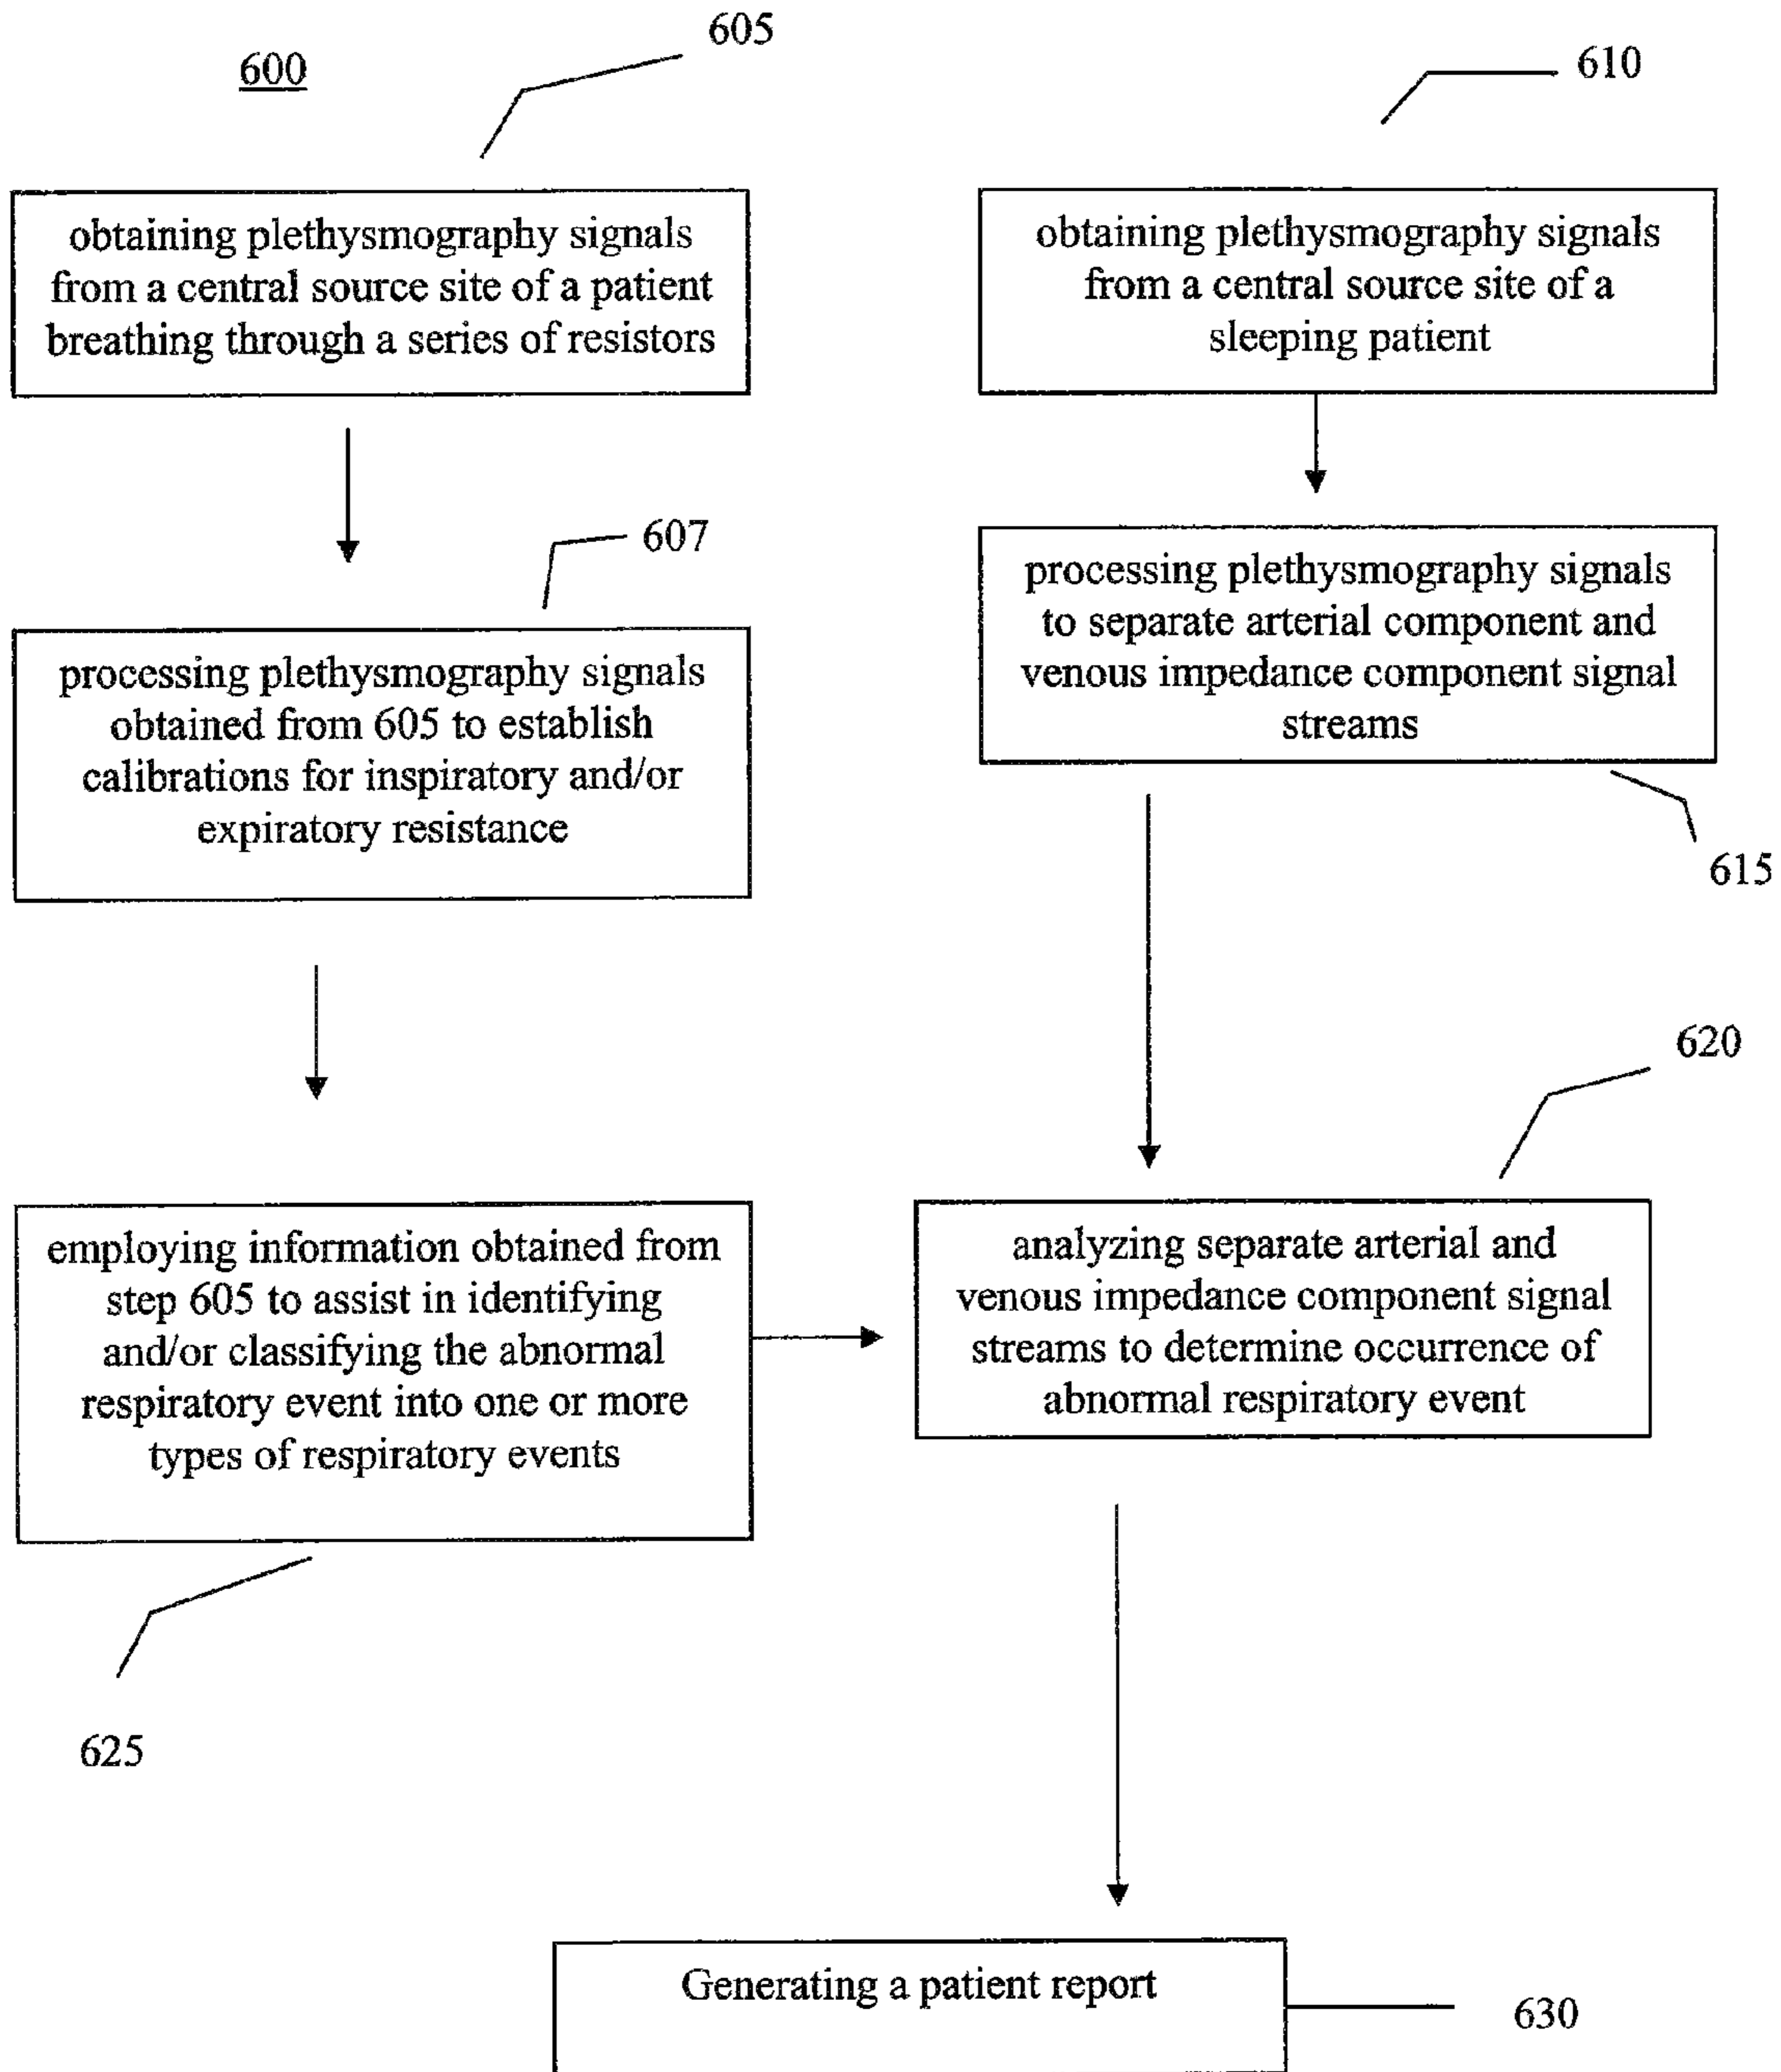 600
605
610
obtaining plethysmography signals
from a central source site of a patient
breathing through a series of resistors
obtaining plethysmography signals
from a central source site of a
sleeping patient
607
processing plethysmography signals
obtained from 605 to establish
calibrations for inspiratory and/or
expiratory resistance
processing plethysmography signals
to separate arterial component and
venous impedance component signal
streams
615
620
employing information obtained from
step 605 to assist in identifying
and/or classifying the abnormal
respiratory event into one or more
types of respiratory events
analyzing separate arterial and
venous impedance component signal
streams to determine occurrence of
abnormal respiratory event
625
Generating a patient report
630